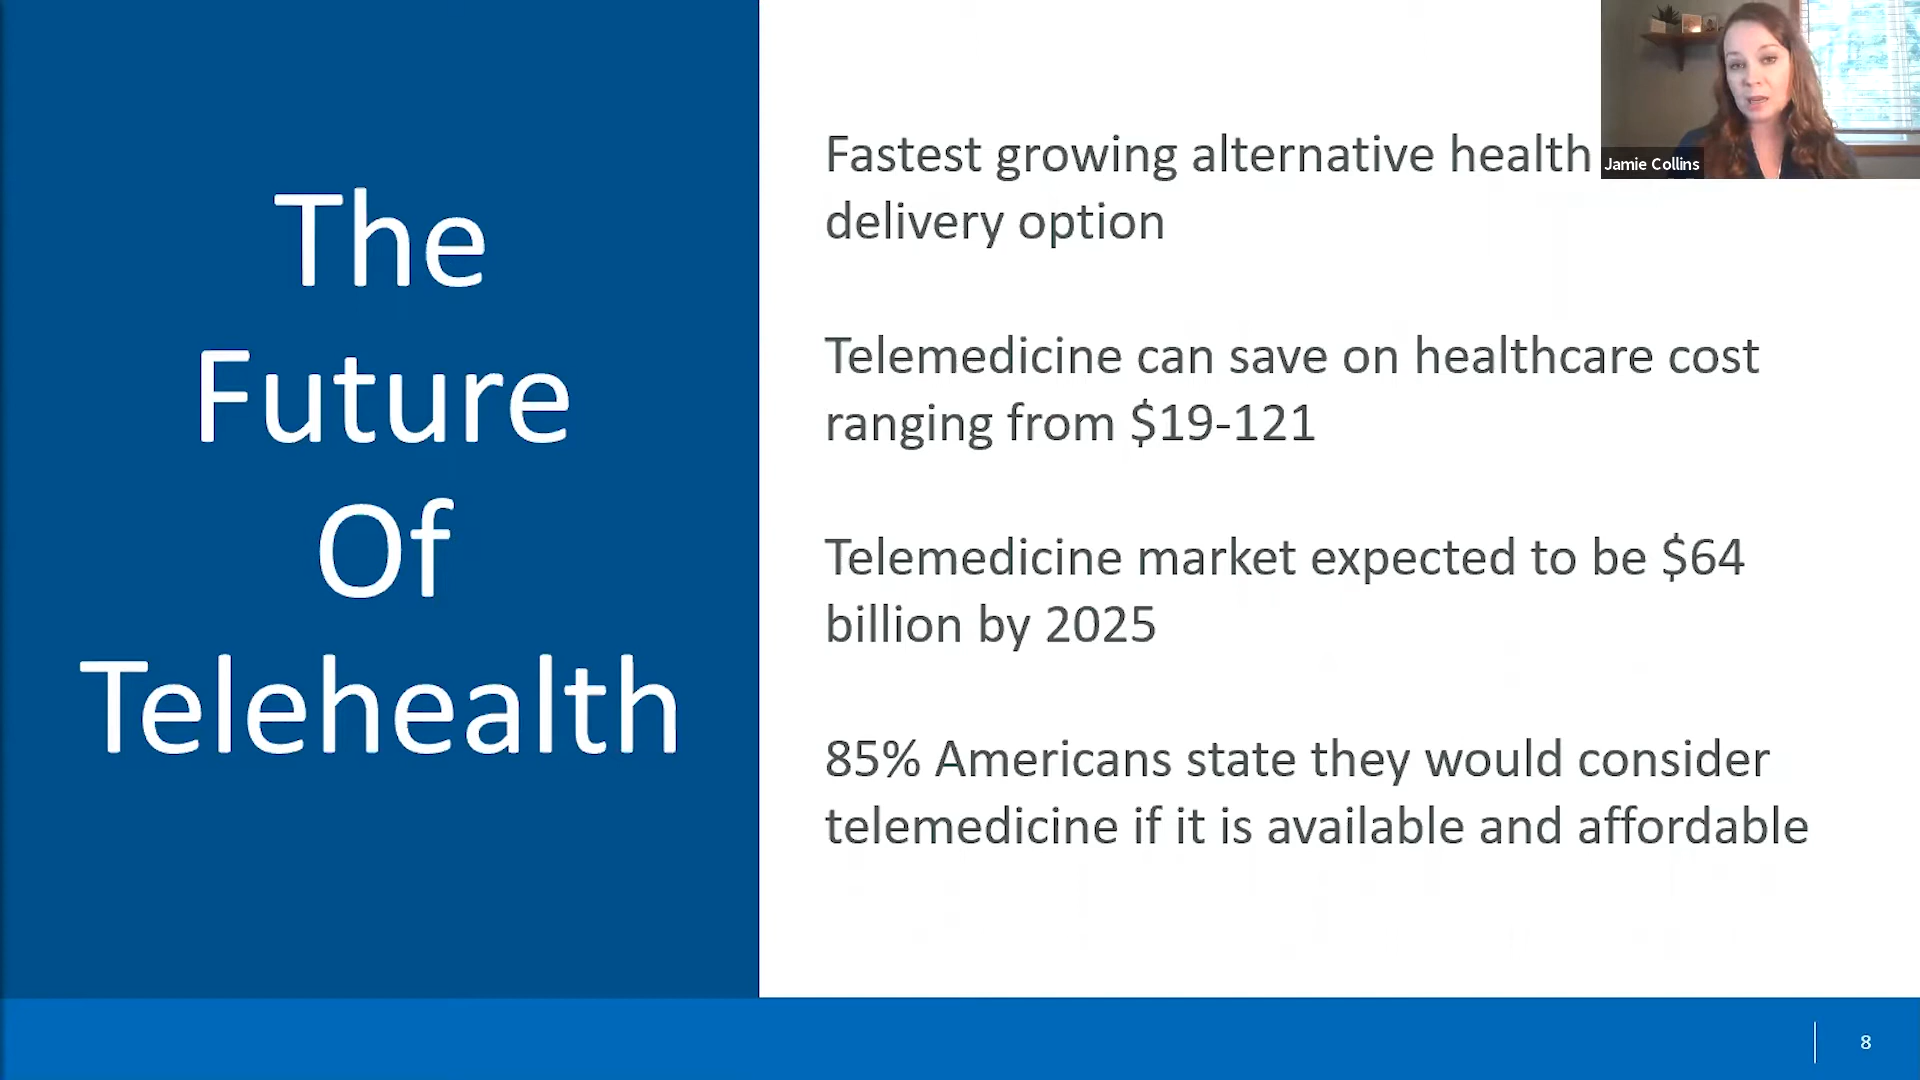 The
Future
Of
Telehealth
Fastest growing alternative health
delivery option
Telemedicine can save on healthcare cost
ranging from $19-121
Telemedicine market expected to be $64
billion by 2025
85% Americans state they would consider
telemedicine if it is available and affordable
Jamie Collins
8